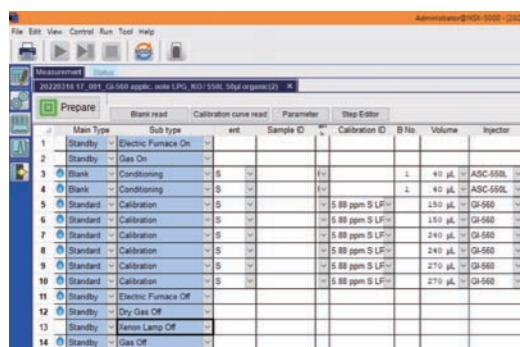 Administrator@NSX-5000 - [202
File Edit View Control Run Tool Help
Measurement Status
20220316 17_001_GI-560 applic. note LPG_KO/550L 50µl organic(2) ×
Prepare Blank read Calibration curve read Parameter Step Editor
Main Type Sub type ent Sample ID Calibration ID B No. Volume Injector
1 Standby Electric Furnace On
2 Standby Gas On
3 Blank Conditioning S 1 40 µL ASC-550L
4 Blank Conditioning S 1 40 µL ASC-550L
5 Standard Calibration S 5.88 ppm S LF 150 µL GI-560
6 Standard Calibration S 5.88 ppm S LF 150 µL GI-560
7 Standard Calibration S 5.88 ppm S LF 240 µL GI-560
8 Standard Calibration S 5.88 ppm S LF 240 µL GI-560
9 Standard Calibration S 5.88 ppm S LF 270 µL GI-560
10 Standard Calibration S 5.88 ppm S LF 270 µL GI-560
11 Standby Electric Furnace Off
12 Standby Dry Gas Off
13 Standby Xenon Lamp Off
14 Standby Gas Off